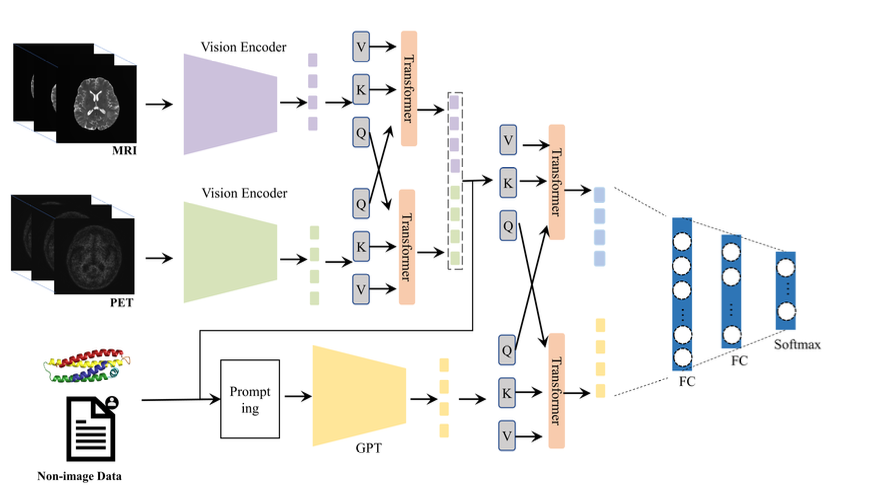 Vision Encoder
MRI
V
K
Q
Transformer
Vision Encoder
PET
Q
K
V
Transformer
V
K
Q
Transformer
Q
K
V
Transformer
Non-image Data
Prompt
ing
GPT
FC
FC
Softmax